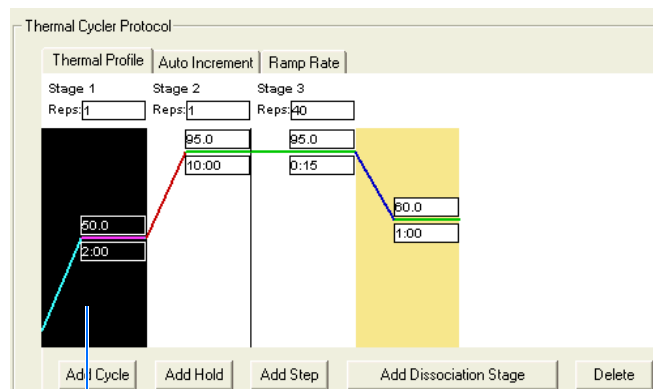 Thermal Cycler Protocol
Thermal Profile Auto Increment Ramp Rate
Stage 1 Stage 2 Stage 3
Reps: 1 Reps: 1 Reps: 40
95.0 95.0
10:00 0:15
60.0
50.0 1:00
2:00
Add Cycle Add Hold Add Step Add Dissociation Stage Delete